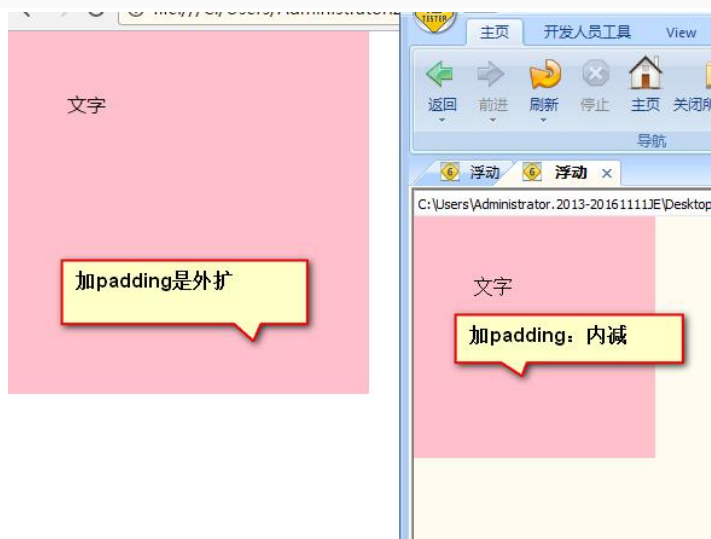 文字
加padding是外扩
TESTER
主页 开发人员工具 View
返回 前进 刷新 停止 主页 关闭所
导航
浮动 浮动 ×
C:\Users\Administrator.2013-20161111JE\Desktop
文字
加padding：内减